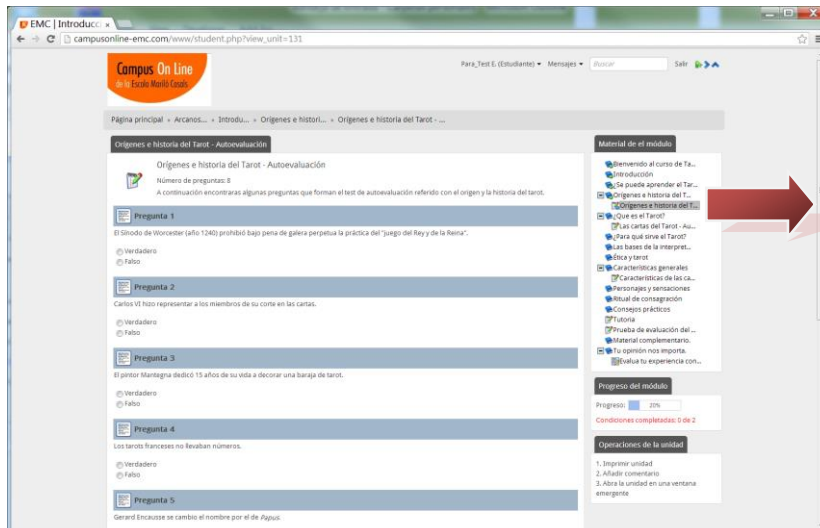 EMC | Introducci
campusonline-emc.com/www/student.php?view_unit=131
Campus On Line
de la Escola Mariló Casals
Para_Test E. (Estudiante) Mensajes Buscar Salir
Página principal » Arcanos... » Introdu... » Orígenes e histori... » Orígenes e historia del Tarot - ...
Orígenes e historia del Tarot - Autoevaluación
Orígenes e historia del Tarot - Autoevaluación
Número de preguntas: 8
A continuación encontraras algunas preguntas que forman el test de autoevaluación referido con el origen y la historia del tarot.
Pregunta 1
El Sínodo de Worcester (año 1240) prohibió bajo pena de galera perpetua la práctica del "juego del Rey y de la Reina".
Verdadero
Falso
Pregunta 2
Carlos VI hizo representar a los miembros de su corte en las cartas.
Verdadero
Falso
Pregunta 3
El pintor Mantegna dedicó 15 años de su vida a decorar una baraja de tarot.
Verdadero
Falso
Pregunta 4
Los tarots franceses no llevaban números.
Verdadero
Falso
Pregunta 5
Gerard Encausse se cambio el nombre por el de Papus.
Material de el módulo
Bienvenido al curso de Ta...
Introducción
¿Se puede aprender el Tar...
Orígenes e historia del T...
Orígenes e historia del T...
¿Que es el Tarot?
Las cartas del Tarot - Au...
¿Para qué sirve el Tarot?
Las bases de la interpret...
Ética y tarot
Características generales
Características de las ca...
Personajes y sensaciones
Ritual de consagración
Consejos prácticos
Tutoria
Prueba de evaluación del ...
Material complementario.
Tu opinión nos importa.
Evalua tu experiencia con...
Progreso del módulo
Progreso: 20%
Condiciones completadas: 0 de 2
Operaciones de la unidad
1. Imprimir unidad
2. Añadir comentario
3. Abra la unidad en una ventana
emergente